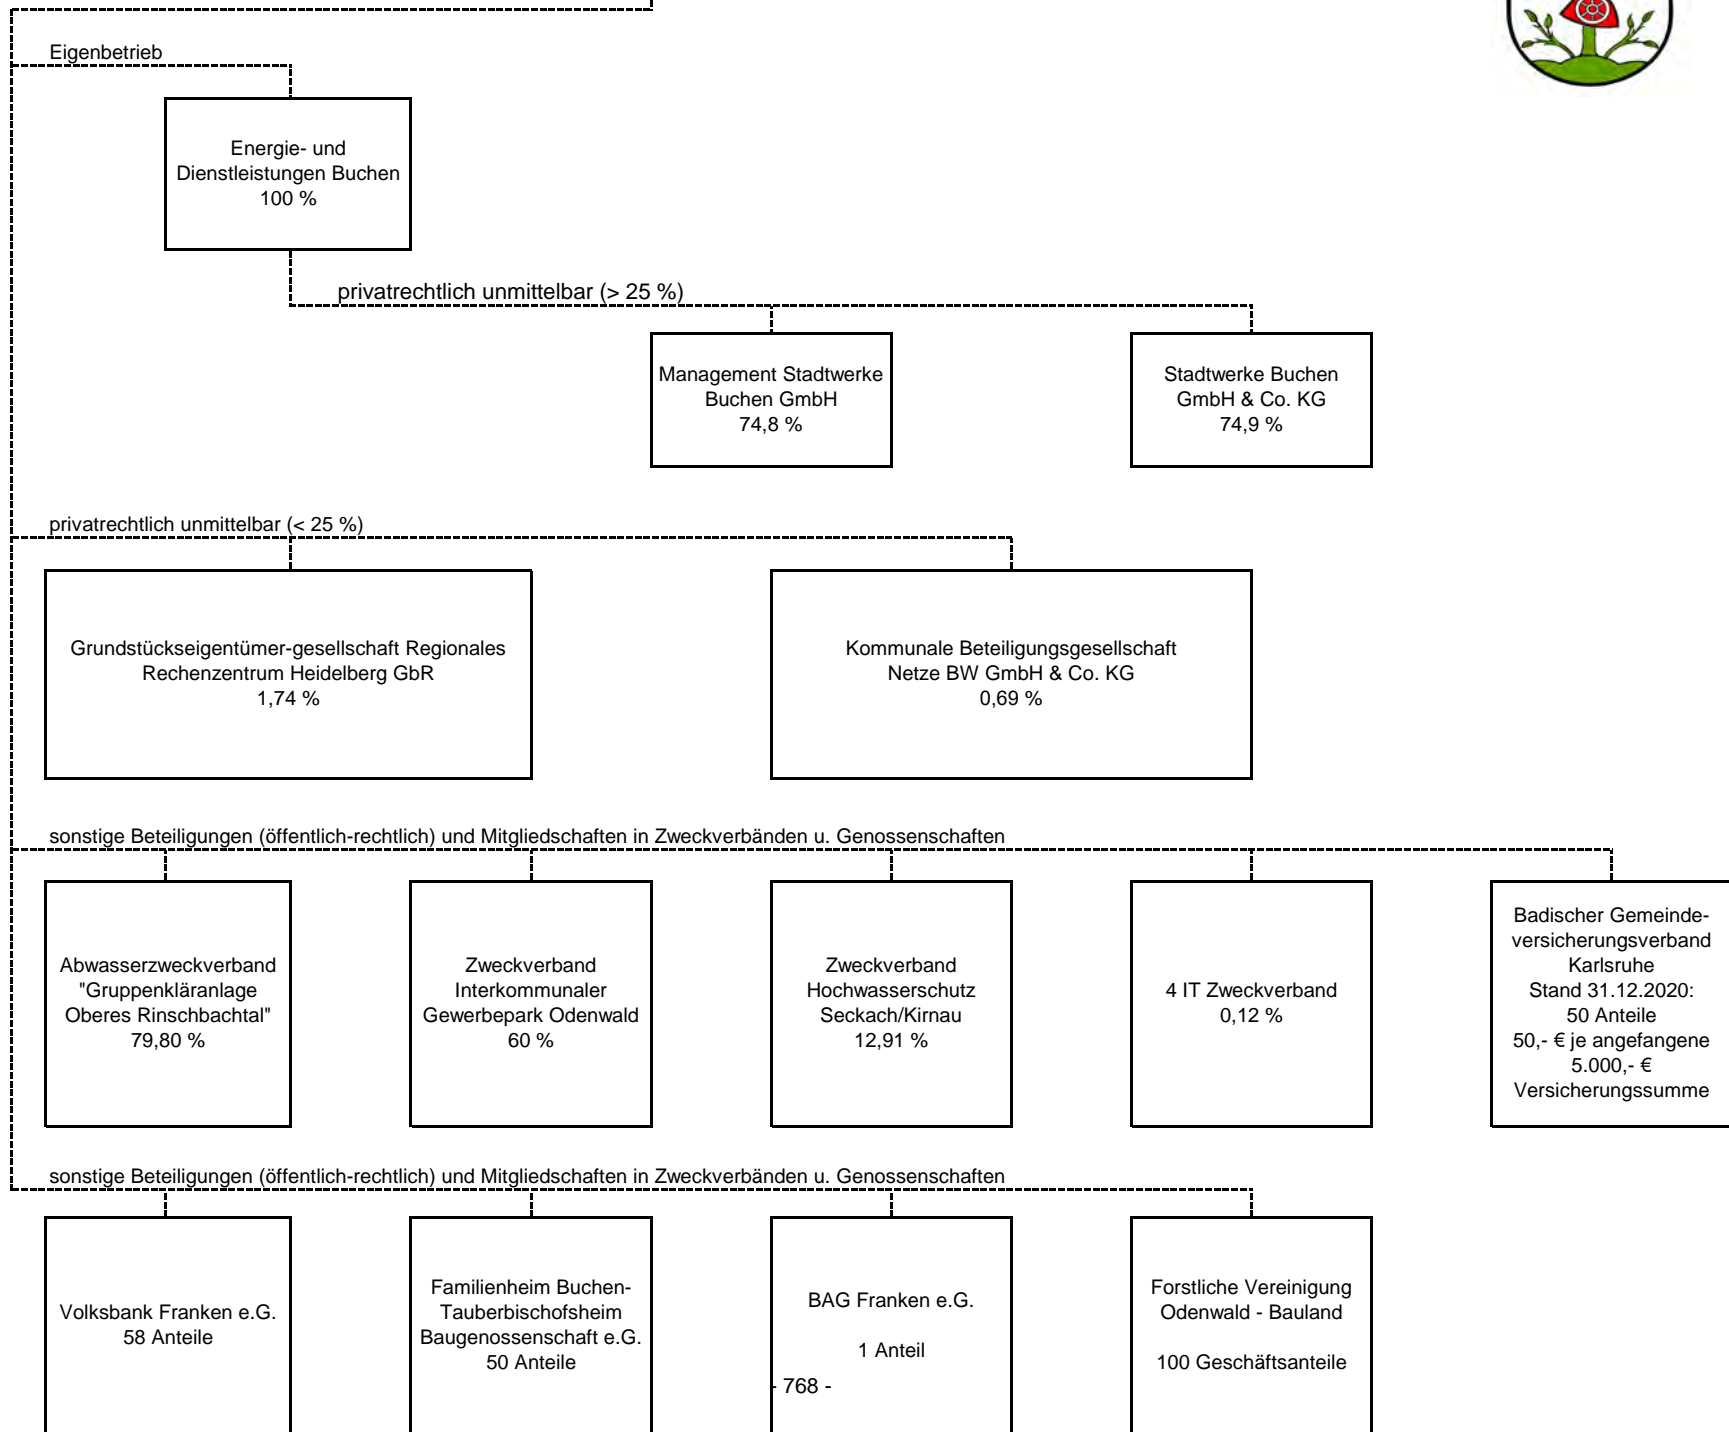 Eigenbetrieb
Energie- und
Dienstleistungen Buchen
100 %
privatrechtlich unmittelbar (> 25 %)
Management Stadtwerke
Buchen GmbH
74,8 %
Stadtwerke Buchen
GmbH & Co. KG
74,9 %
privatrechtlich unmittelbar (< 25 %)
Grundstückseigentümer-gesellschaft Regionales
Rechenzentrum Heidelberg GbR
1,74 %
Kommunale Beteiligungsgesellschaft
Netze BW GmbH & Co. KG
0,69 %
sonstige Beteiligungen (öffentlich-rechtlich) und Mitgliedschaften in Zweckverbänden u. Genossenschaften
Abwasserzweckverband
"Gruppenkläranlage
Oberes Rinschbachtal"
79,80 %
Zweckverband
Interkommunaler
Gewerbepark Odenwald
60 %
Zweckverband
Hochwasserschutz
Seckach/Kirnau
12,91 %
4 IT Zweckverband
0,12 %
Badischer Gemeinde-
versicherungsverband
Karlsruhe
Stand 31.12.2020:
50 Anteile
50,- € je angefangene
5.000,- €
Versicherungssumme
sonstige Beteiligungen (öffentlich-rechtlich) und Mitgliedschaften in Zweckverbänden u. Genossenschaften
Volksbank Franken e.G.
58 Anteile
Familienheim Buchen-
Tauberbischofsheim
Baugenossenschaft e.G.
50 Anteile
BAG Franken e.G.
1 Anteil
Forstliche Vereinigung
Odenwald - Bauland
100 Geschäftsanteile
- 768 -